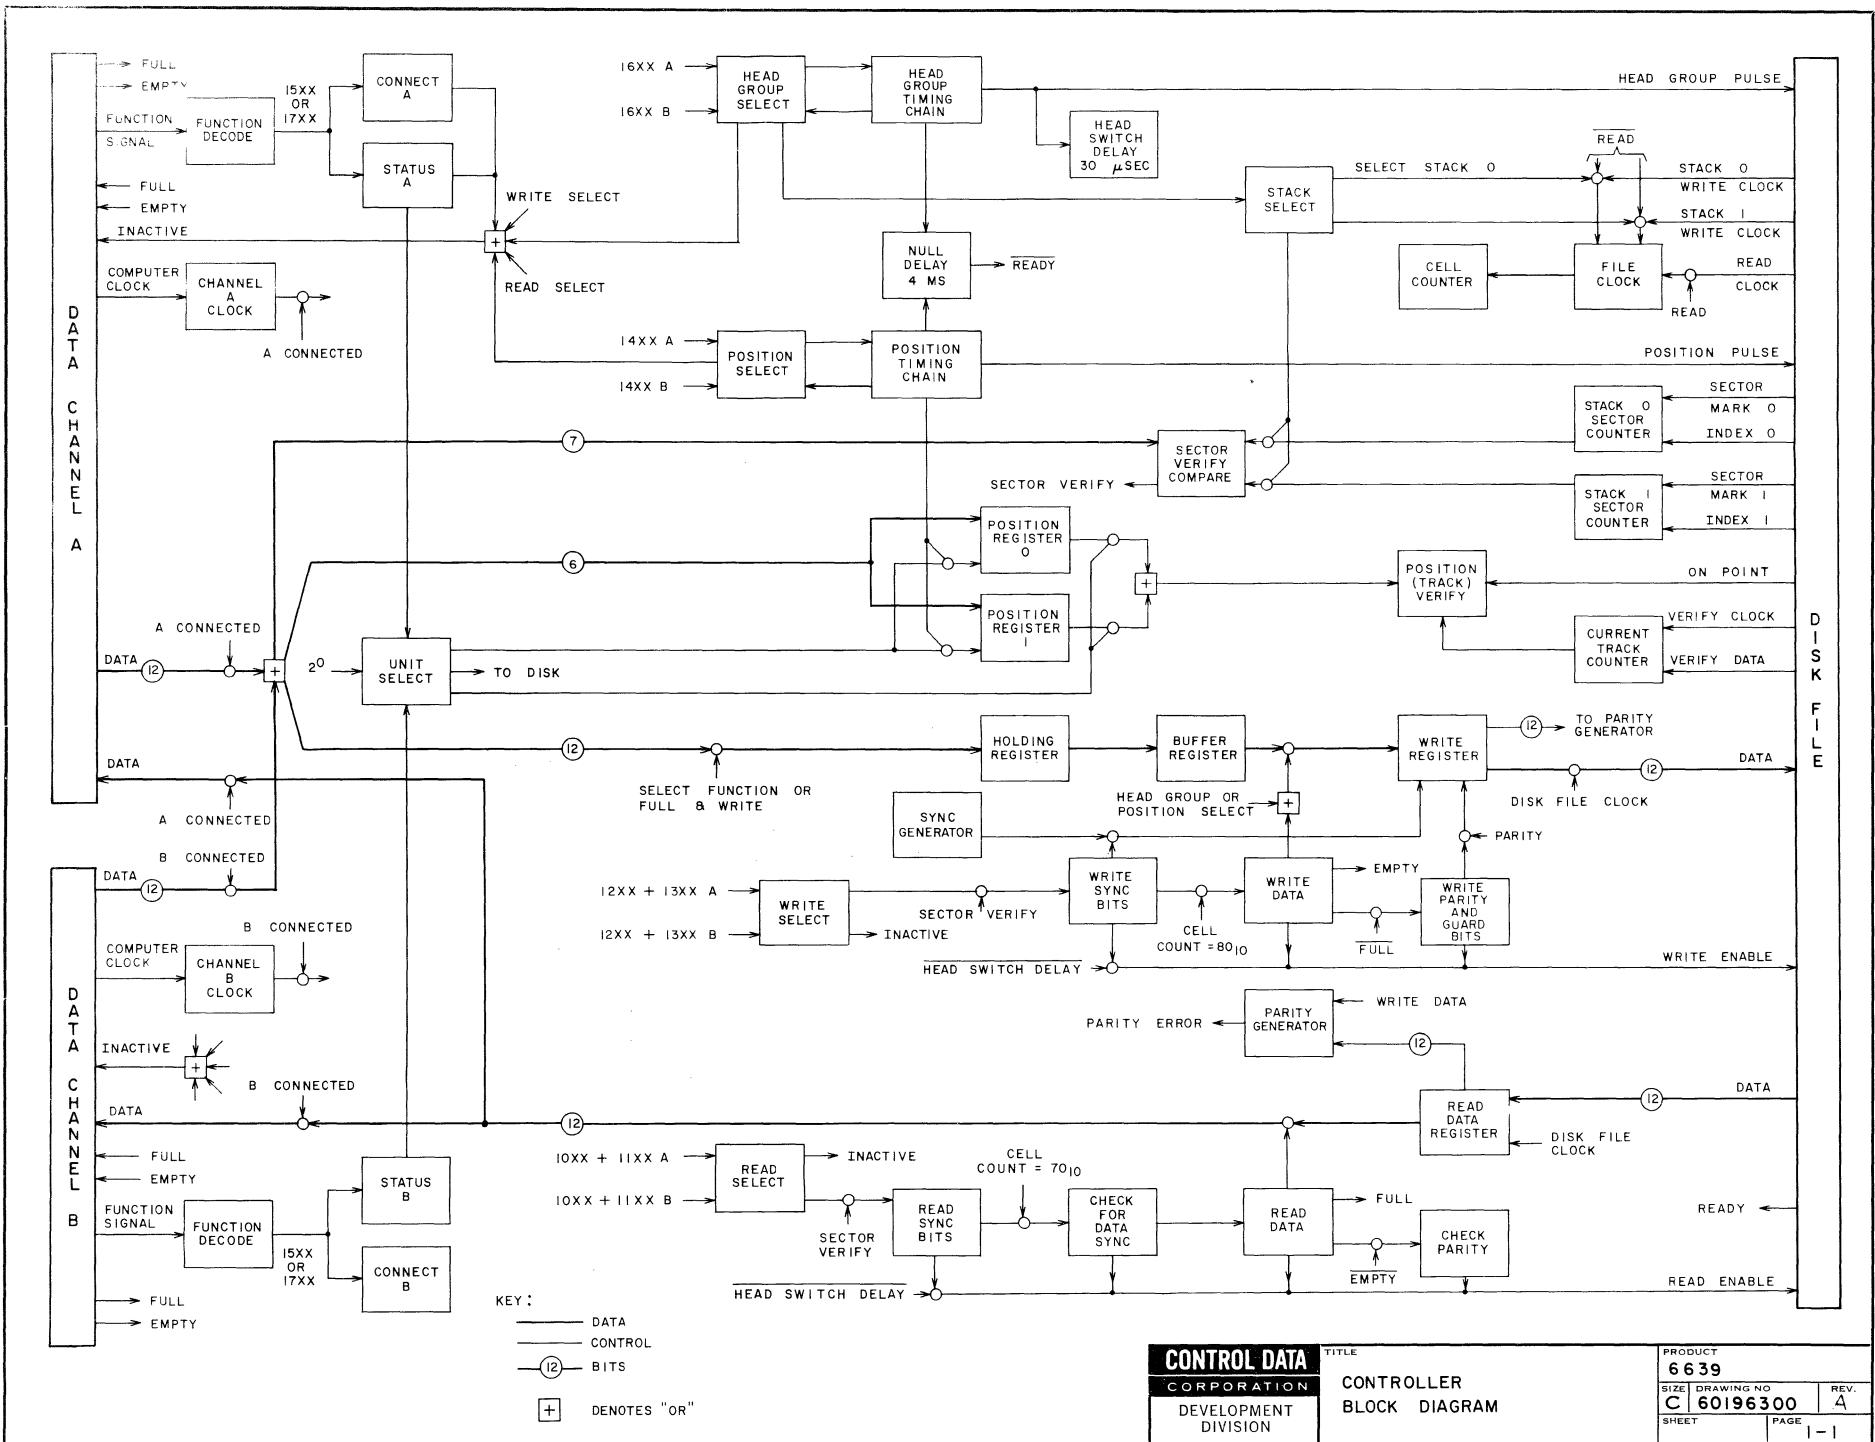 DATA CHANNEL A
FULL
EMPTY
FUNCTION
SIGNAL
FUNCTION
DECODE
15XX
OR
17XX
CONNECT
A
STATUS
A
FULL
EMPTY
INACTIVE
COMPUTER
CLOCK
CHANNEL
A
CLOCK
A CONNECTED
WRITE SELECT
+
READ SELECT
16XX A
16XX B
HEAD
GROUP
SELECT
HEAD
GROUP
TIMING
CHAIN
HEAD
SWITCH
DELAY
30 μSEC
HEAD GROUP PULSE
NULL
DELAY
4 MS
READY
14XX A
14XX B
POSITION
SELECT
POSITION
TIMING
CHAIN
POSITION PULSE
STACK
SELECT
SELECT STACK 0
READ
STACK 0
WRITE CLOCK
STACK 1
WRITE CLOCK
CELL
COUNTER
FILE
CLOCK
READ
CLOCK
READ
7
SECTOR
VERIFY
COMPARE
SECTOR VERIFY
STACK 0
SECTOR
COUNTER
SECTOR
MARK 0
INDEX 0
STACK 1
SECTOR
COUNTER
SECTOR
MARK 1
INDEX 1
6
POSITION
REGISTER
0
POSITION
REGISTER
1
+
POSITION
(TRACK)
VERIFY
ON POINT
CURRENT
TRACK
COUNTER
VERIFY CLOCK
VERIFY DATA
DISK FILE
A CONNECTED
DATA
12
+
2⁰
UNIT
SELECT
TO DISK
12
SELECT FUNCTION OR
FULL & WRITE
HOLDING
REGISTER
BUFFER
REGISTER
WRITE
REGISTER
12
TO PARITY
GENERATOR
DATA
12
DISK FILE CLOCK
HEAD GROUP OR
POSITION SELECT
+
DATA
A CONNECTED
SYNC
GENERATOR
PARITY
DATA CHANNEL B
B CONNECTED
DATA
12
12XX + 13XX A
12XX + 13XX B
WRITE
SELECT
SECTOR VERIFY
INACTIVE
WRITE
SYNC
BITS
CELL
COUNT = 80₁₀
WRITE
DATA
EMPTY
FULL
WRITE
PARITY
AND
GUARD
BITS
HEAD SWITCH DELAY
WRITE ENABLE
B CONNECTED
COMPUTER
CLOCK
CHANNEL
B
CLOCK
PARITY
GENERATOR
WRITE DATA
PARITY ERROR
12
INACTIVE
+
B CONNECTED
DATA
12
READ
DATA
REGISTER
DATA
12
DISK FILE
CLOCK
FULL
EMPTY
FUNCTION
SIGNAL
FUNCTION
DECODE
15XX
OR
17XX
STATUS
B
CONNECT
B
FULL
EMPTY
10XX + 11XX A
10XX + 11XX B
READ
SELECT
INACTIVE
SECTOR
VERIFY
READ
SYNC
BITS
CELL
COUNT = 70₁₀
CHECK
FOR
DATA
SYNC
READ
DATA
FULL
EMPTY
CHECK
PARITY
READY
HEAD SWITCH DELAY
READ ENABLE
KEY:
DATA
CONTROL
12 BITS
+ DENOTES "OR"
CONTROL DATA
CORPORATION
DEVELOPMENT
DIVISION
TITLE
CONTROLLER
BLOCK DIAGRAM
PRODUCT
6639
SIZE
C
DRAWING NO
60196300
REV.
A
SHEET
PAGE
1-1